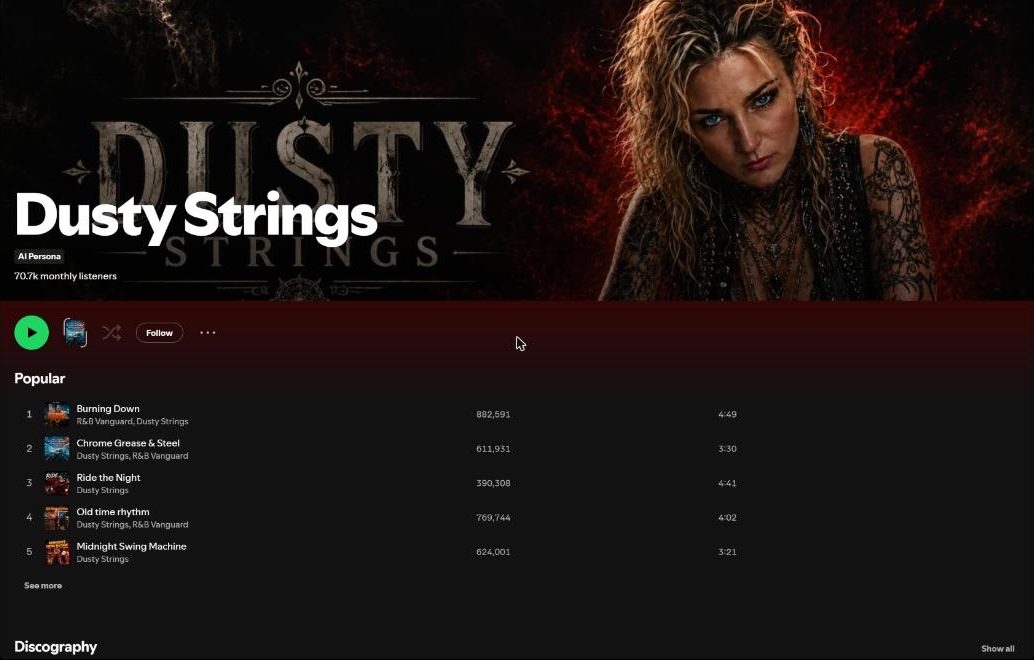 DUSTY
STRINGS
Dusty Strings
AI Persona
70.7k monthly listeners
Follow
Popular
1 Burning Down 882,591 4:49
R&B Vanguard, Dusty Strings
2 Chrome Grease & Steel 611,931 3:30
Dusty Strings, R&B Vanguard
3 Ride the Night 390,308 4:41
Dusty Strings
4 Old time rhythm 769,744 4:02
Dusty Strings, R&B Vanguard
5 Midnight Swing Machine 624,001 3:21
Dusty Strings
See more
Discography Show all